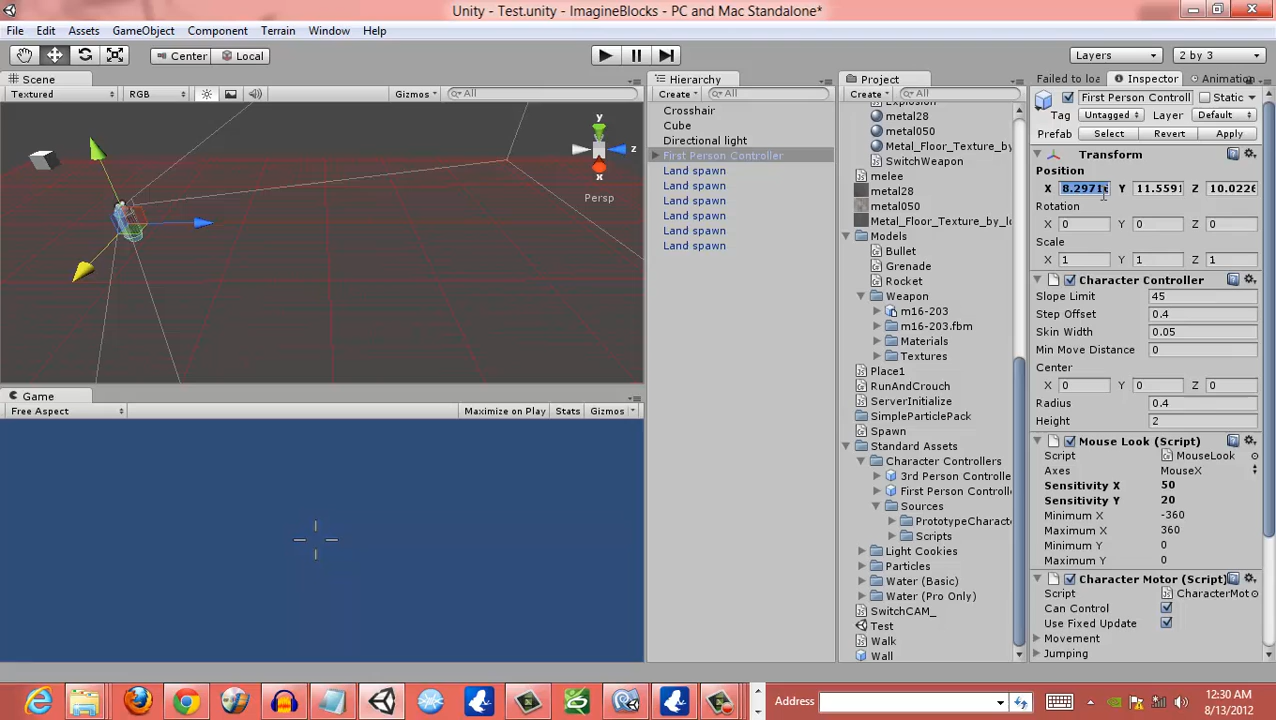 Unity - Test.unity - ImagineBlocks - PC and Mac Standalone*
File Edit Assets GameObject Component Terrain Window Help
Center Local Layers 2 by 3
Scene
Textured RGB Gizmos All
y
z
x
Persp
Game
Free Aspect Maximize on Play Stats Gizmos
Hierarchy
Create All
Crosshair
Cube
Directional light
First Person Controller
Land spawn
Land spawn
Land spawn
Land spawn
Land spawn
Land spawn
Project
Create All
Explosion
metal28
metal050
Metal_Floor_Texture_by_
SwitchWeapon
melee
metal28
metal050
Metal_Floor_Texture_by_lo
Models
Bullet
Grenade
Rocket
Weapon
m16-203
m16-203.fbm
Materials
Textures
Place1
RunAndCrouch
ServerInitialize
SimpleParticlePack
Spawn
Standard Assets
Character Controllers
3rd Person Controlle
First Person Controll
Sources
PrototypeCharact
Scripts
Light Cookies
Particles
Water (Basic)
Water (Pro Only)
SwitchCAM_
Test
Walk
Wall
Failed to loa Inspector Animation
First Person Controll Static
Tag Untagged Layer Default
Prefab Select Revert Apply
Transform
Position
X 8.2971 Y 11.5591 Z 10.0226
Rotation
X 0 Y 0 Z 0
Scale
X 1 Y 1 Z 1
Character Controller
Slope Limit 45
Step Offset 0.4
Skin Width 0.05
Min Move Distance 0
Center
X 0 Y 0 Z 0
Radius 0.4
Height 2
Mouse Look (Script)
Script MouseLook
Axes MouseX
Sensitivity X 50
Sensitivity Y 20
Minimum X -360
Maximum X 360
Minimum Y 0
Maximum Y 0
Character Motor (Script)
Script CharacterMot
Can Control
Use Fixed Update
Movement
Jumping
Address
12:30 AM
8/13/2012